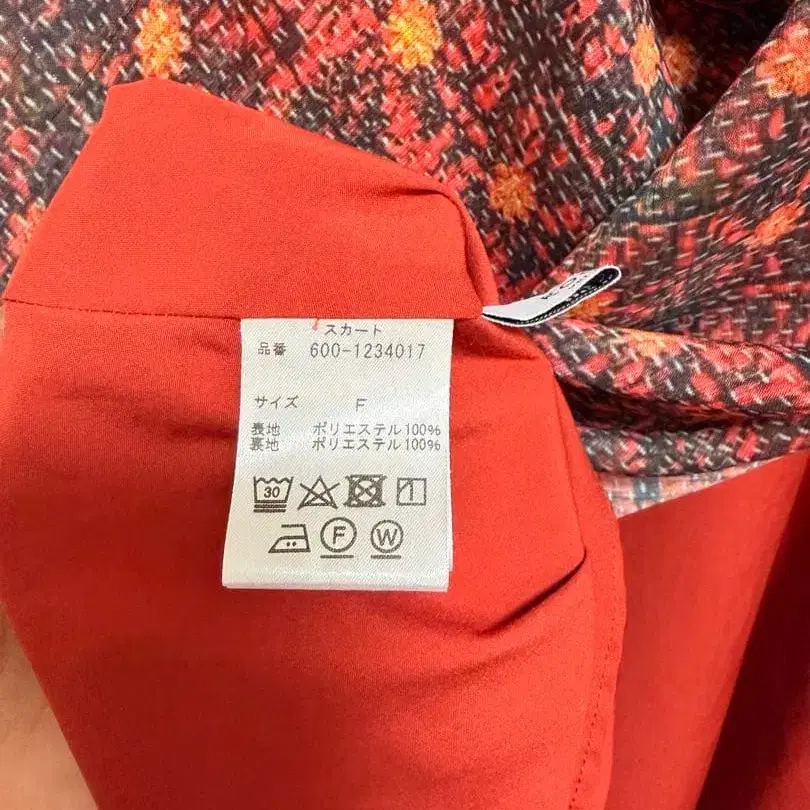 スカート
品番 600-1234017
サイズ F
表地 ポリエステル100%
裏地 ポリエステル100%
30
F
W